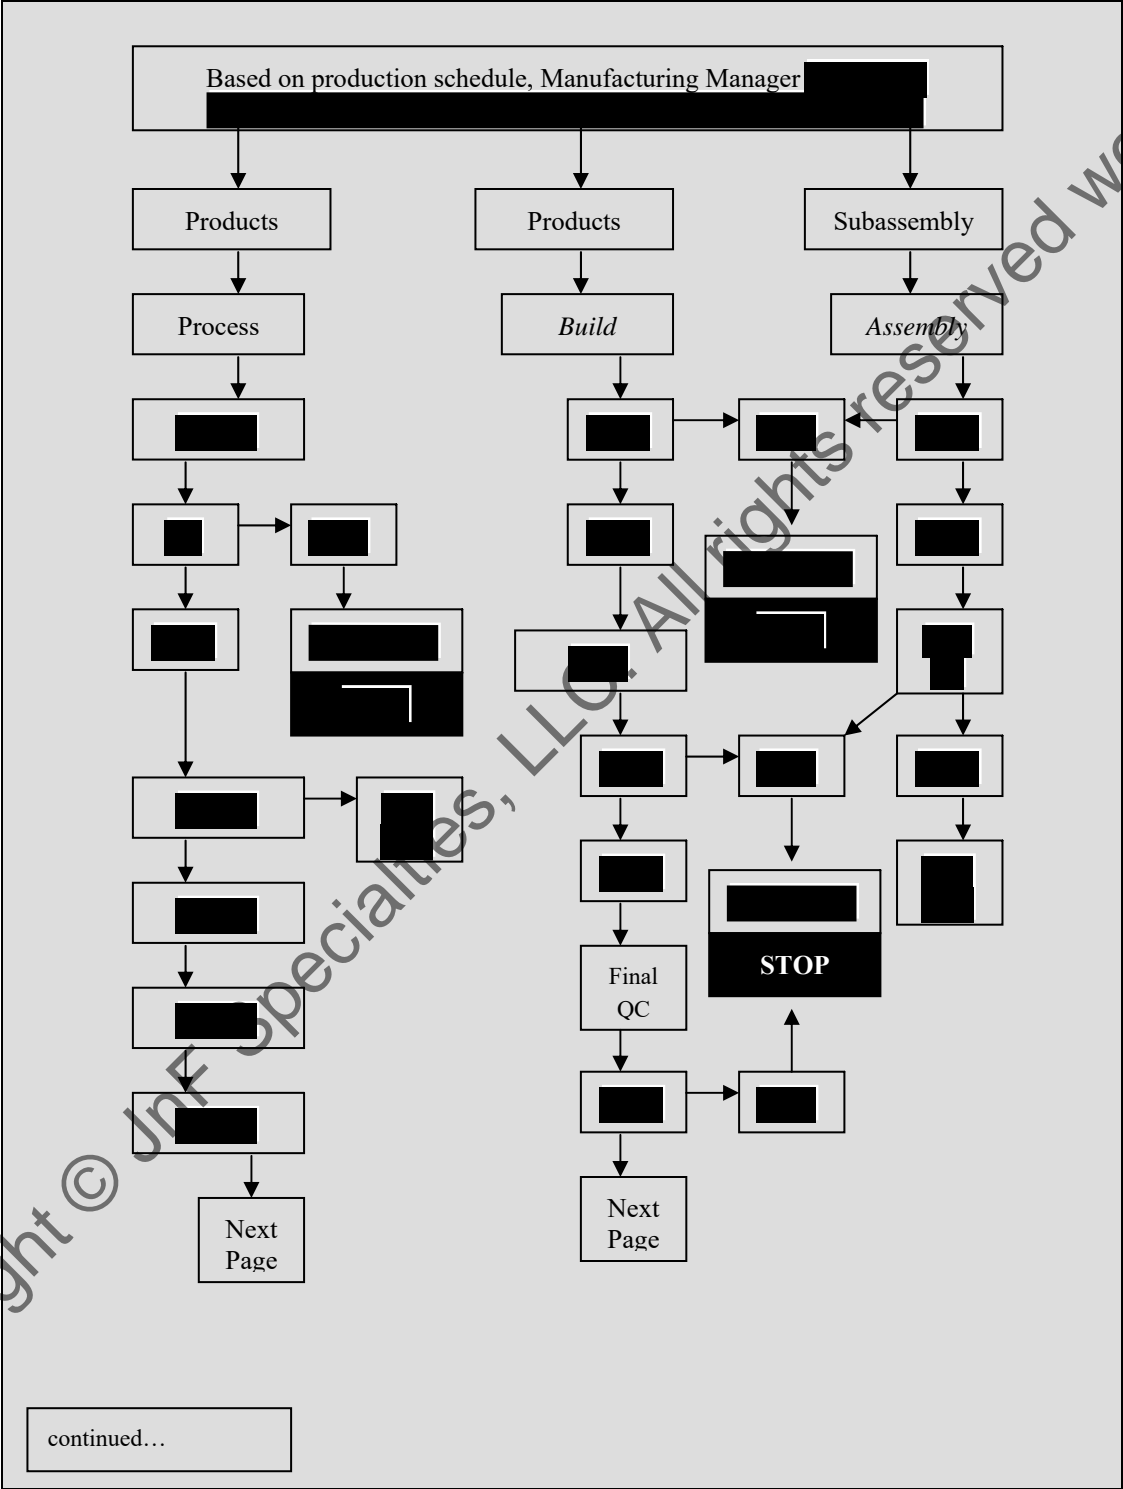 Based on production schedule, Manufacturing Manager
Products
Products
Subassembly
Process
Build
Assembly
STOP
Final
QC
Next
Page
Next
Page
continued…
ght © JnF Specialties, LLC. All rights reserved